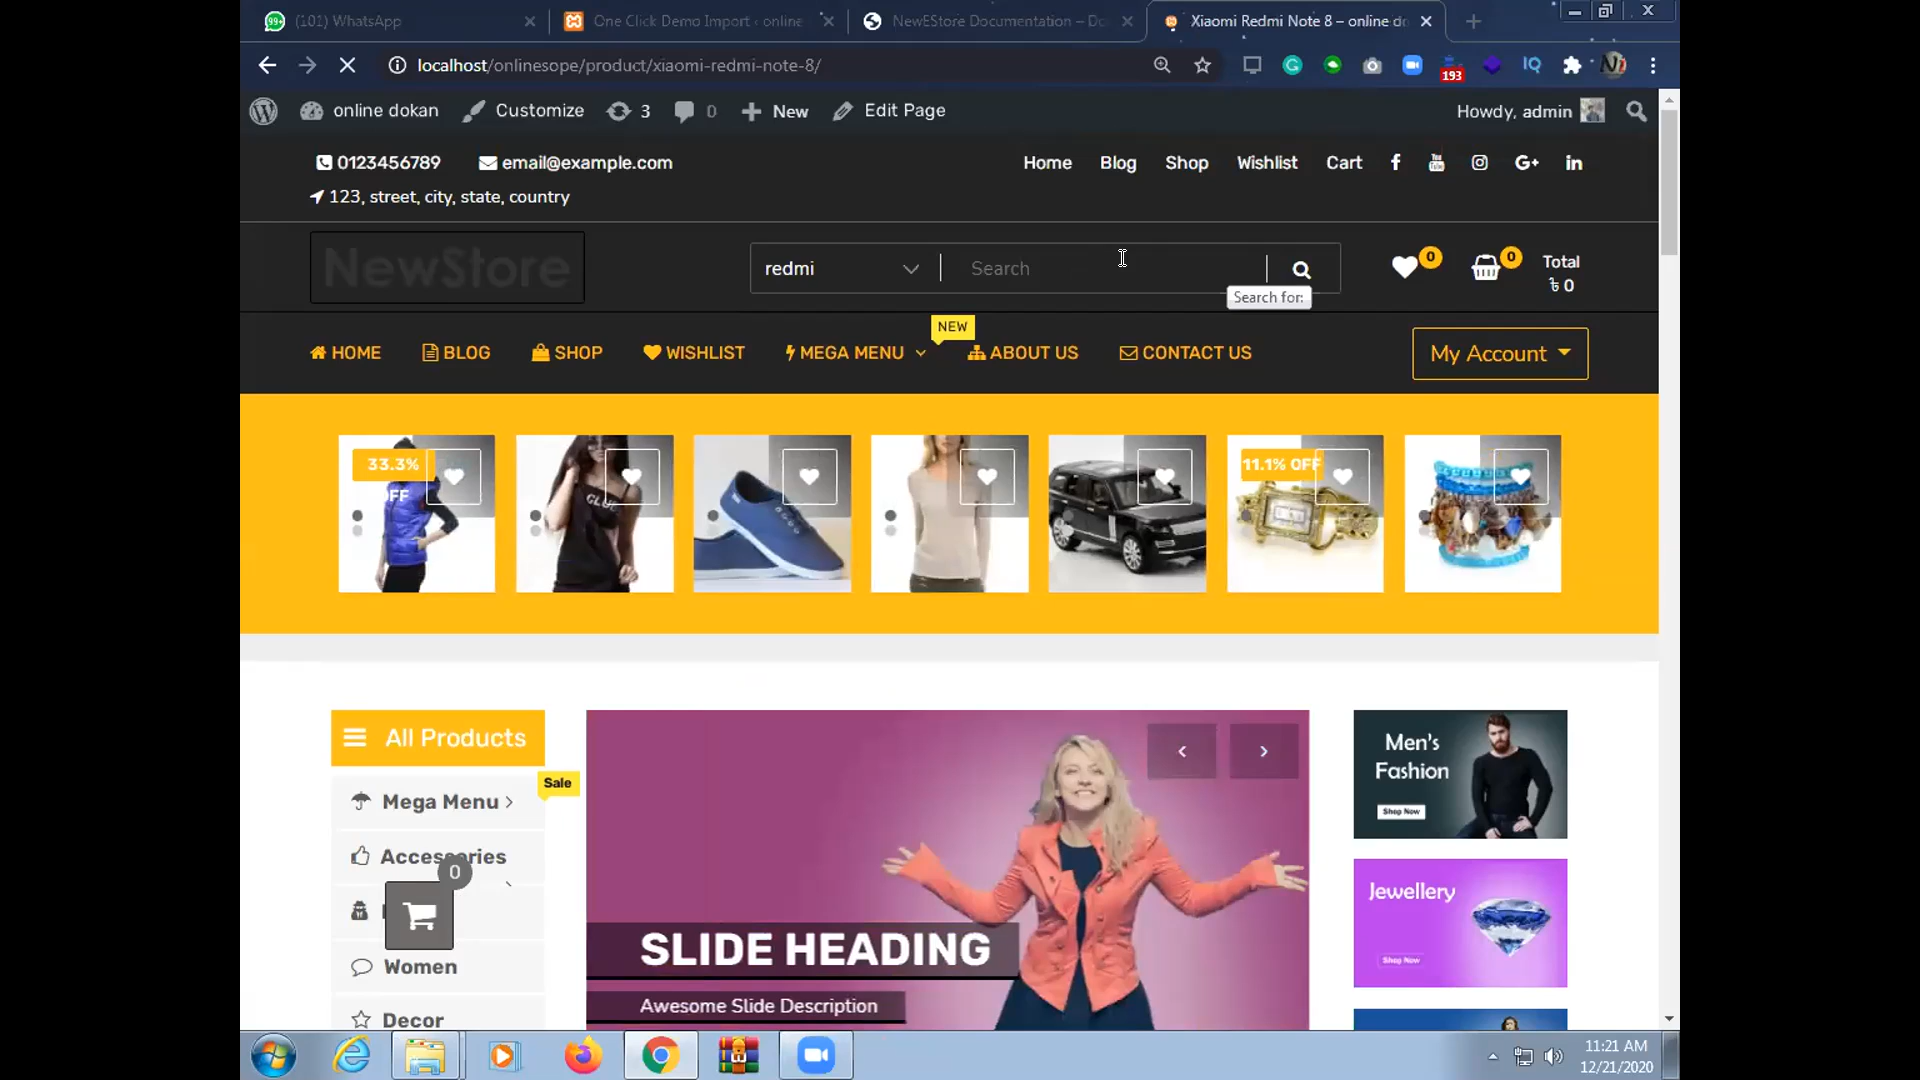 (101) WhatsApp
One Click Demo Import ‹ online
NewEStore Documentation – Do
Xiaomi Redmi Note 8 – online do
localhost/onlinesope/product/xiaomi-redmi-note-8/
193
IQ
online dokan
Customize
3
0
New
Edit Page
Howdy, admin
0123456789
email@example.com
Home
Blog
Shop
Wishlist
Cart
123, street, city, state, country
NewStore
redmi
Search
0
0
Total
৳ 0
Search for:
NEW
HOME
BLOG
SHOP
WISHLIST
MEGA MENU
ABOUT US
CONTACT US
My Account
33.3%
OFF
11.1% OFF
All Products
Sale
Mega Menu
Accessories
0
Women
Decor
SLIDE HEADING
Awesome Slide Description
Men's
Fashion
Shop Now
Jewellery
Shop Now
11:21 AM
12/21/2020